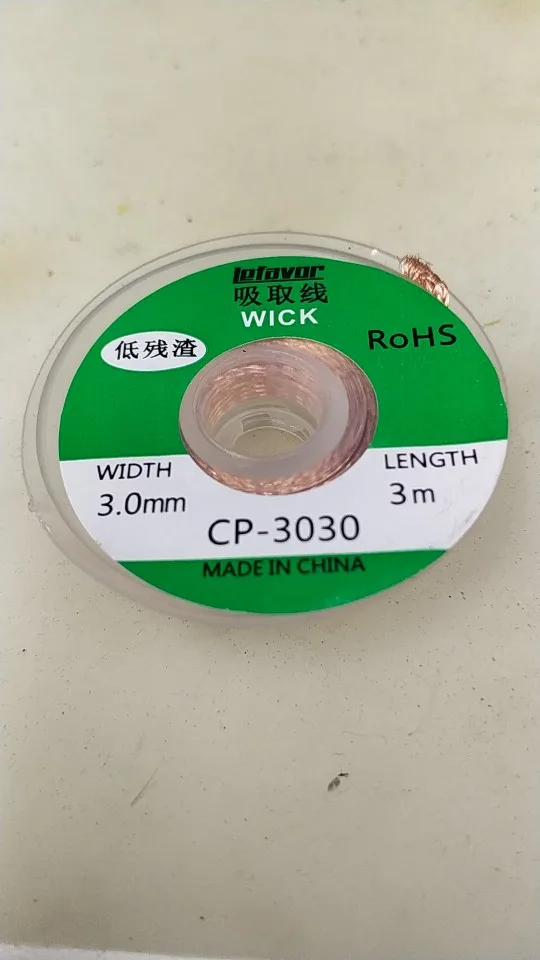 lefavor
吸取线
WICK
低残渣
RoHS
WIDTH
3.0mm
LENGTH
3m
CP-3030
MADE IN CHINA